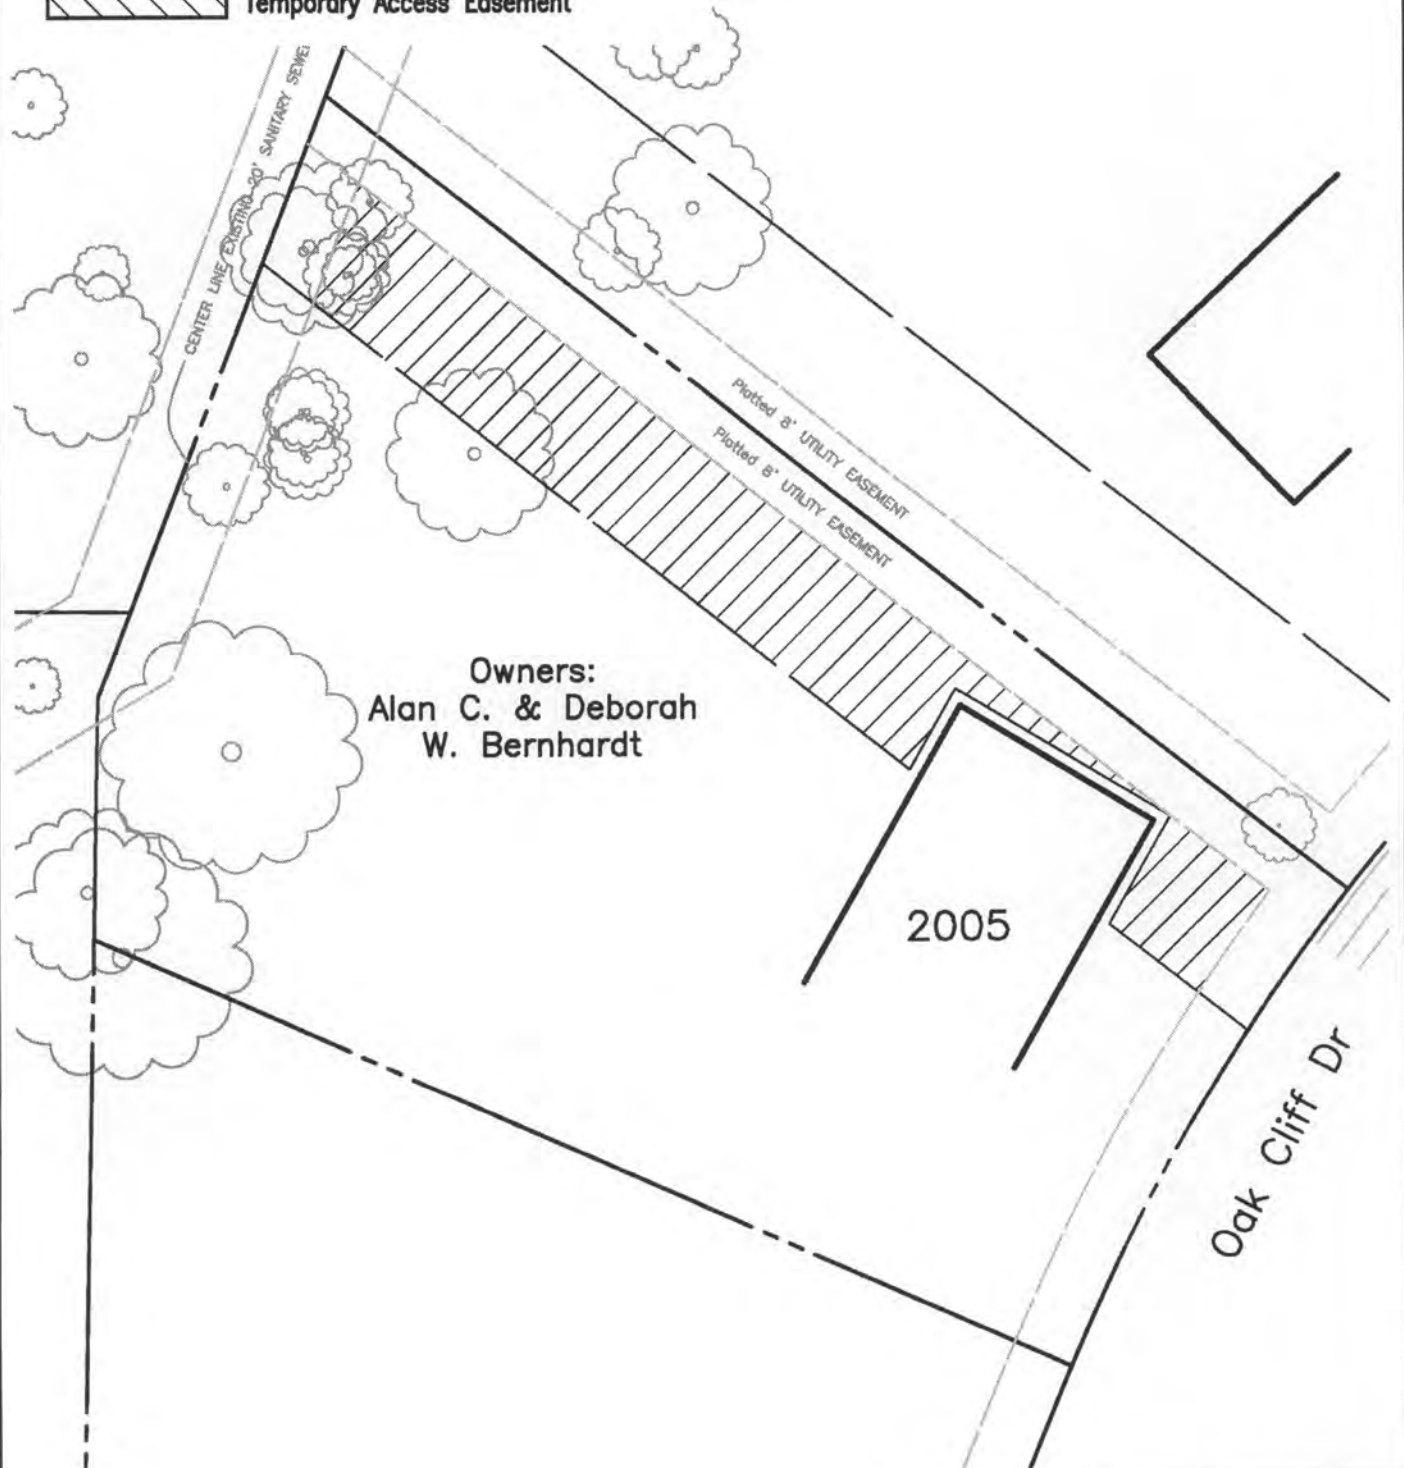 Temporary Access Easement
CENTER LINE EXISTING 20' SANITARY
Platted 8' UTILITY EASEMENT
Platted 8' UTILITY EASEMENT
Owners:
Alan C. & Deborah
W. Bernhardt
2005
Oak Cliff Dr